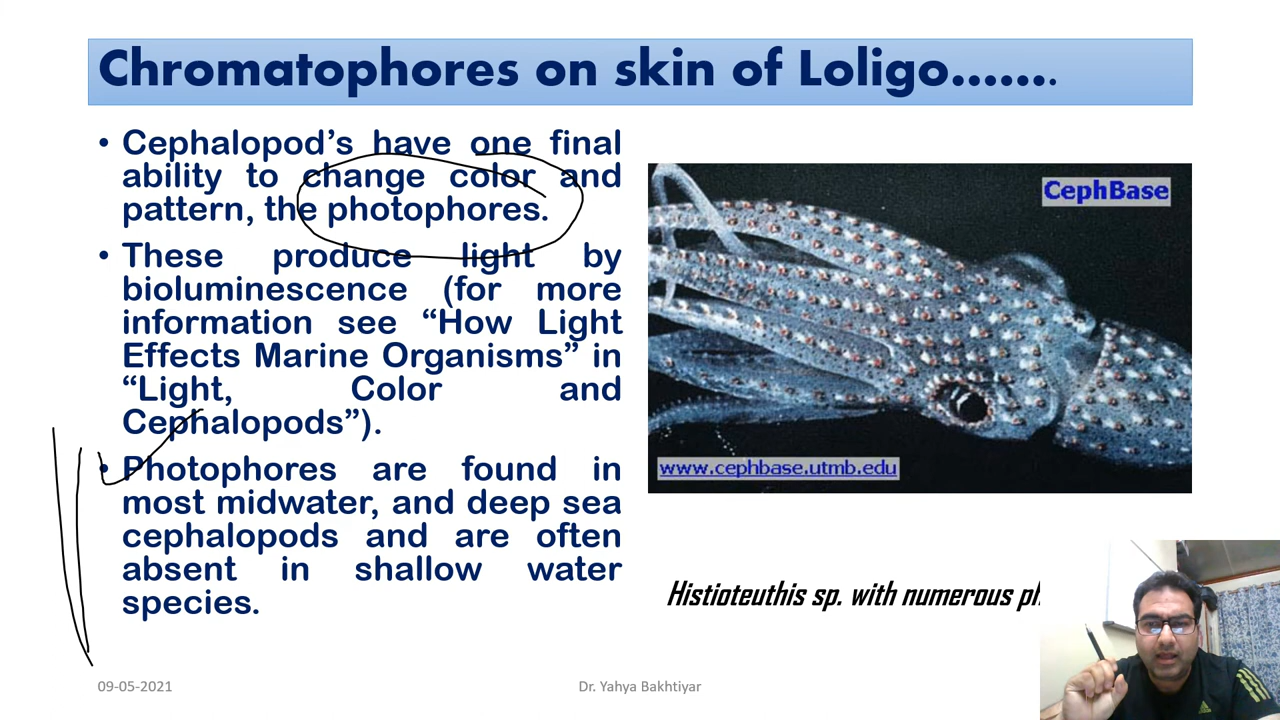 Chromatophores on skin of Loligo.......
• Cephalopod's have one final
ability to change color and
pattern, the photophores.
• These produce light by
bioluminescence (for more
information see “How Light
Effects Marine Organisms” in
“Light, Color and
Cephalopods”).
• Photophores are found in
most midwater, and deep sea
cephalopods and are often
absent in shallow water
species.
CephBase
www.cephbase.utmb.edu
Histioteuthis sp. with numerous
09-05-2021
Dr. Yahya Bakhtiyar